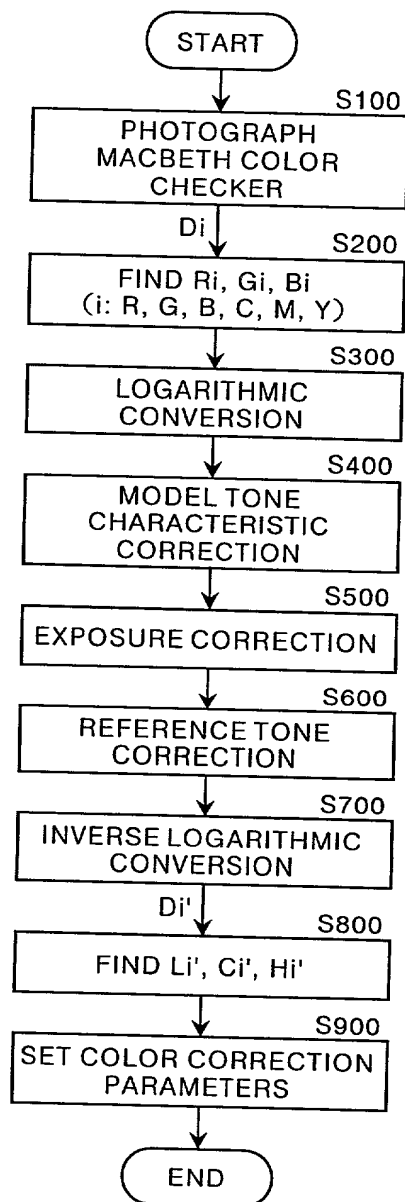 START
S100
PHOTOGRAPH
MACBETH COLOR
CHECKER
Di
S200
FIND Ri, Gi, Bi
(i: R, G, B, C, M, Y)
S300
LOGARITHMIC
CONVERSION
S400
MODEL TONE
CHARACTERISTIC
CORRECTION
S500
EXPOSURE CORRECTION
S600
REFERENCE TONE
CORRECTION
S700
INVERSE LOGARITHMIC
CONVERSION
Di'
S800
FIND Li', Ci', Hi'
S900
SET COLOR CORRECTION
PARAMETERS
END